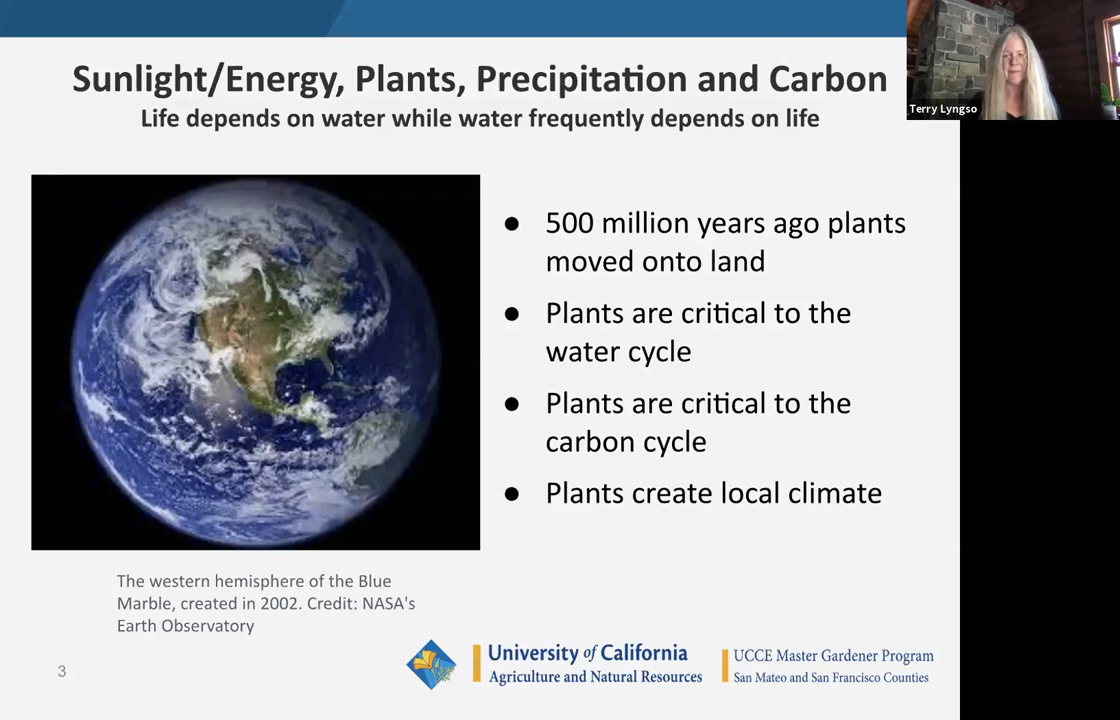 Sunlight/Energy, Plants, Precipitation and Carbon
Life depends on water while water frequently depends on life
Terry Lyngso
● 500 million years ago plants
moved onto land
● Plants are critical to the
water cycle
● Plants are critical to the
carbon cycle
● Plants create local climate
The western hemisphere of the Blue
Marble, created in 2002. Credit: NASA's
Earth Observatory
3
University of California
Agriculture and Natural Resources
UCCE Master Gardener Program
San Mateo and San Francisco Counties